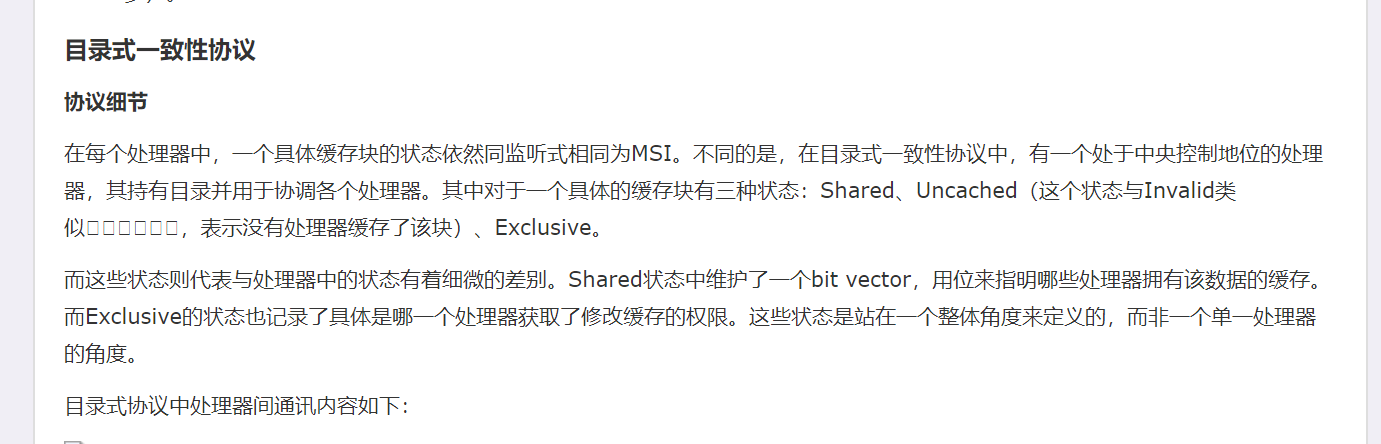 目录式一致性协议
协议细节
在每个处理器中，一个具体缓存块的状态依然同监听式相同为MSI。不同的是，在目录式一致性协议中，有一个处于中央控制地位的处理
器，其持有目录并用于协调各个处理器。其中对于一个具体的缓存块有三种状态：Shared、Uncached（这个状态与Invalid类
似□□□□□□，表示没有处理器缓存了该块）、Exclusive。
而这些状态则代表与处理器中的状态有着细微的差别。Shared状态中维护了一个bit vector，用位来指明哪些处理器拥有该数据的缓存。
而Exclusive的状态也记录了具体是哪一个处理器获取了修改缓存的权限。这些状态是站在一个整体角度来定义的，而非一个单一处理器
的角度。
目录式协议中处理器间通讯内容如下：